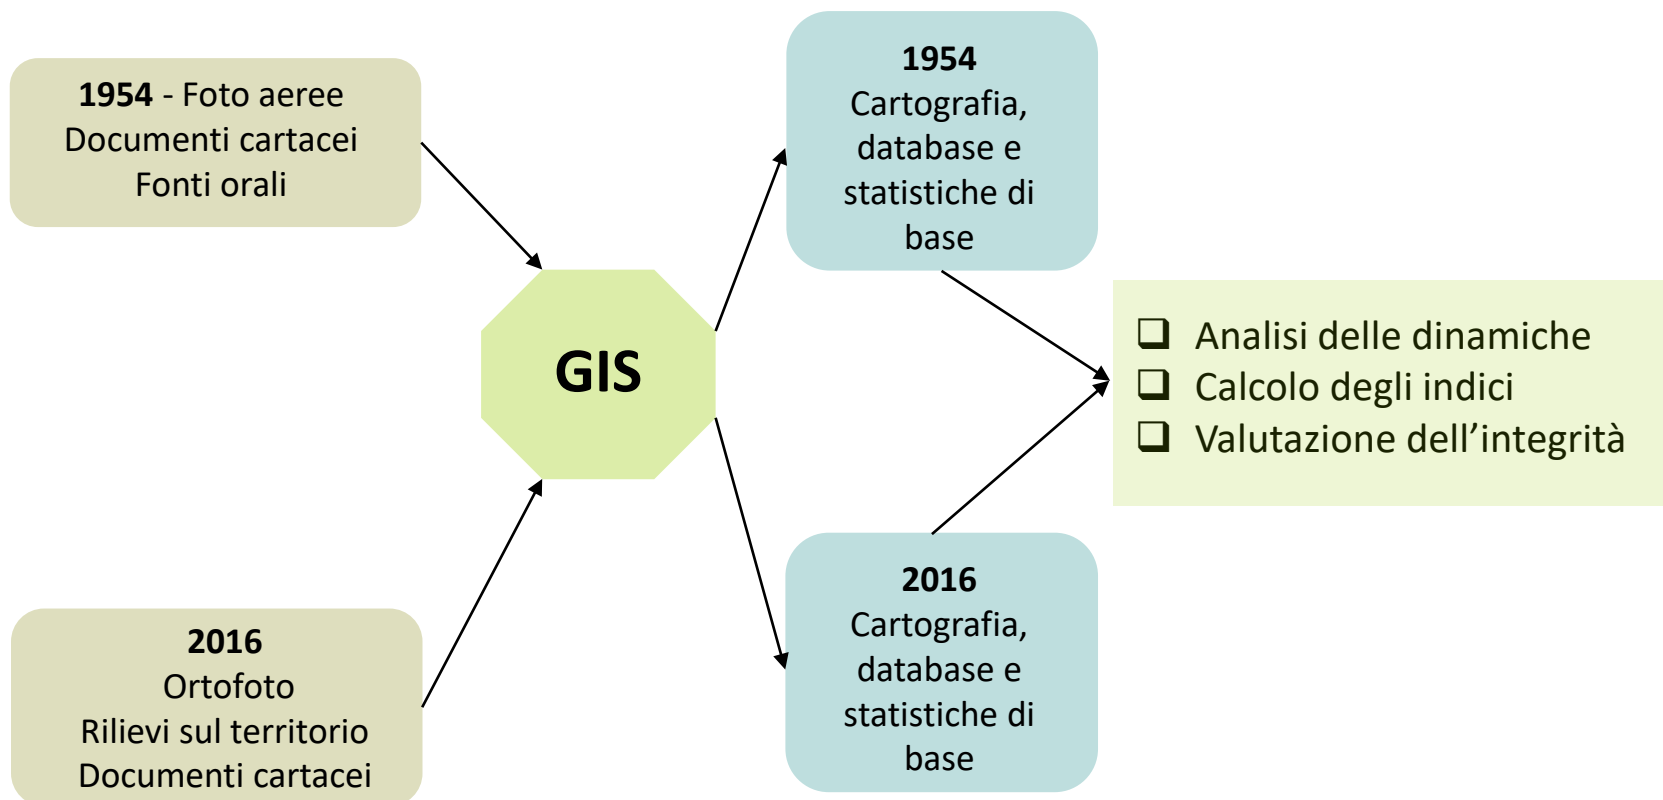 1954 - Foto aeree
Documenti cartacei
Fonti orali
2016
Ortofoto
Rilievi sul territorio
Documenti cartacei
GIS
1954
Cartografia,
database e
statistiche di
base
2016
Cartografia,
database e
statistiche di
base
❑ Analisi delle dinamiche
❑ Calcolo degli indici
❑ Valutazione dell’integrità